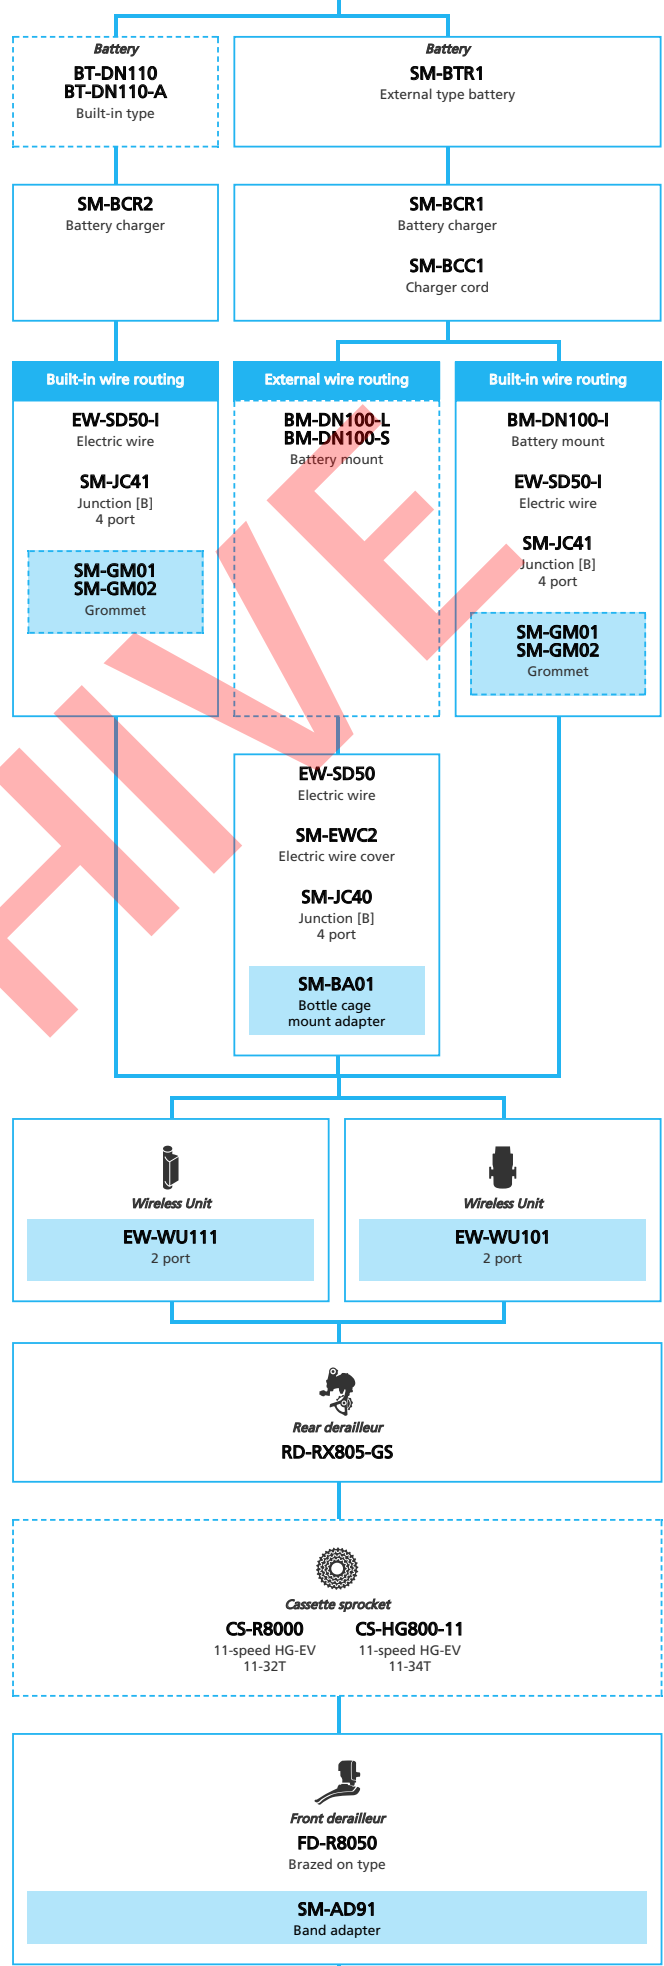 Battery
BT-DN110
BT-DN110-A
Built-in type
Battery
SM-BTR1
External type battery
SM-BCR2
Battery charger
SM-BCR1
Battery charger
SM-BCC1
Charger cord
Built-in wire routing
EW-SD50-I
Electric wire
SM-JC41
Junction [B]
4 port
SM-GM01
SM-GM02
Grommet
External wire routing
BM-DN100-L
BM-DN100-S
Battery mount
Built-in wire routing
BM-DN100-I
Battery mount
EW-SD50-I
Electric wire
SM-JC41
Junction [B]
4 port
SM-GM01
SM-GM02
Grommet
EW-SD50
Electric wire
SM-EWC2
Electric wire cover
SM-JC40
Junction [B]
4 port
SM-BA01
Bottle cage
mount adapter
HIVE
Wireless Unit
EW-WU111
2 port
Wireless Unit
EW-WU101
2 port
Rear derailleur
RD-RX805-GS
Cassette sprocket
CS-R8000
11-speed HG-EV
11-32T
CS-HG800-11
11-speed HG-EV
11-34T
Front derailleur
FD-R8050
Brazed on type
SM-AD91
Band adapter